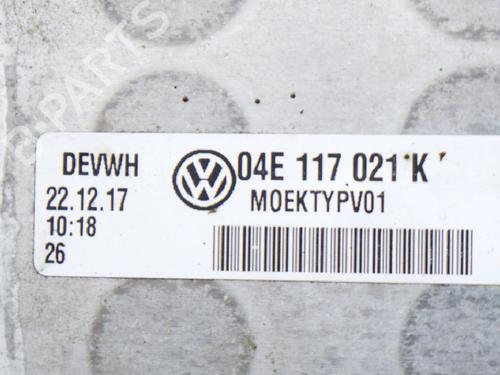 B-PARTS
DEVWH
22.12.17
10:18
26
04E 117 021 K
MOEKTYPV01